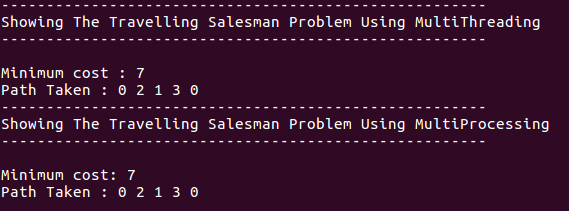 ------------------------------------------------------
Showing The Travelling Salesman Problem Using MultiThreading
------------------------------------------------------
Minimum cost : 7
Path Taken : 0 2 1 3 0
------------------------------------------------------
Showing The Travelling Salesman Problem Using MultiProcessing
------------------------------------------------------
Minimum cost: 7
Path Taken : 0 2 1 3 0